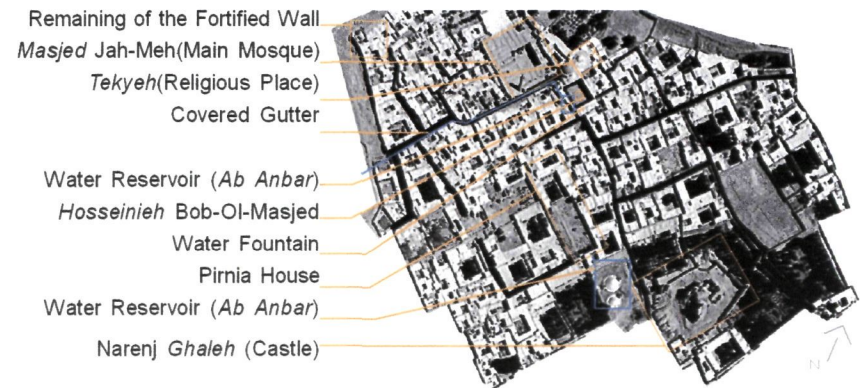 Remaining of the Fortified Wall
Masjed Jah-Meh(Main Mosque)
Tekyeh(Religious Place)
Covered Gutter
Water Reservoir (Ab Anbar)
Hosseinieh Bob-Ol-Masjed
Water Fountain
Pirnia House
Water Reservoir (Ab Anbar)
Narenj Ghaleh (Castle)
N